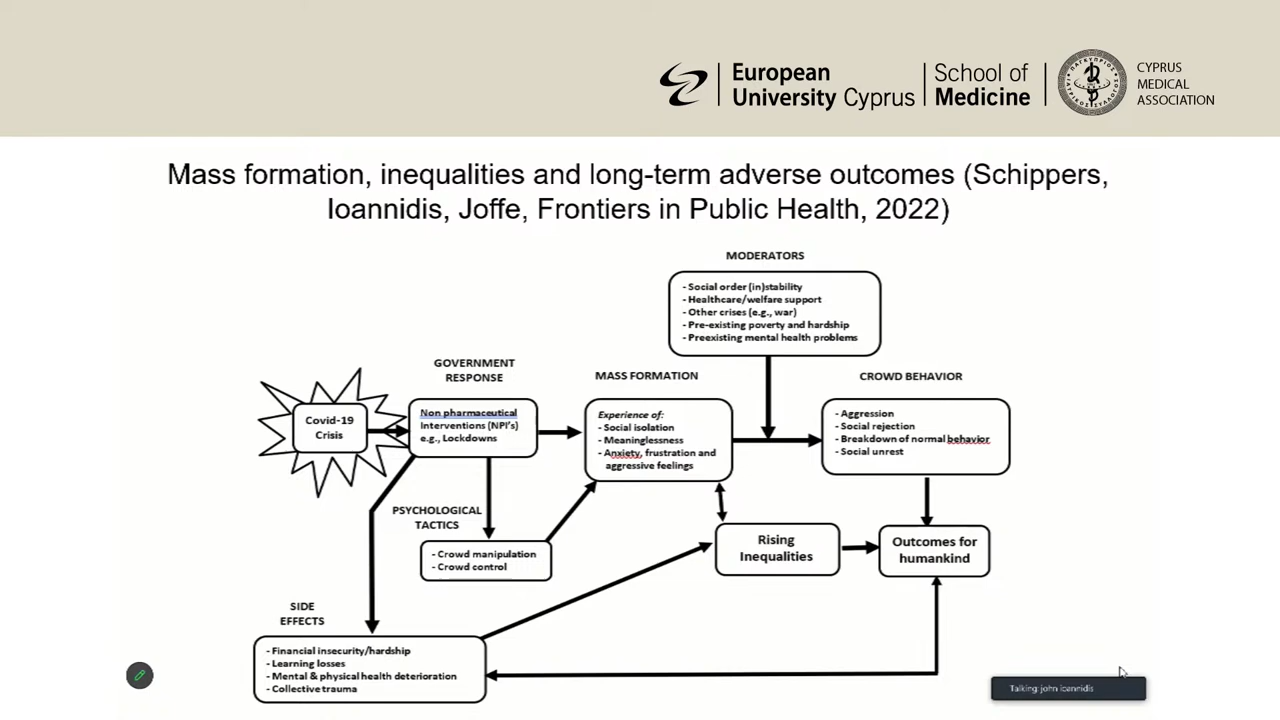 European
University Cyprus
School of
Medicine
ΠΑΓΚΥΠΡΙΟΣ
ΙΑΤΡΙΚΟΣ ΣΥΛΛΟΓΟΣ
CYPRUS
MEDICAL
ASSOCIATION
Mass formation, inequalities and long-term adverse outcomes (Schippers,
Ioannidis, Joffe, Frontiers in Public Health, 2022)
MODERATORS
- Social order (in)stability
- Healthcare/welfare support
- Other crises (e.g., war)
- Pre-existing poverty and hardship
- Preexisting mental health problems
GOVERNMENT
RESPONSE
MASS FORMATION
CROWD BEHAVIOR
Covid-19
Crisis
Non pharmaceutical
Interventions (NPI's)
e.g., Lockdowns
Experience of:
- Social isolation
- Meaninglessness
- Anxiety, frustration and
aggressive feelings
- Aggression
- Social rejection
- Breakdown of normal behavior
- Social unrest
PSYCHOLOGICAL
TACTICS
- Crowd manipulation
- Crowd control
Rising
Inequalities
Outcomes for
humankind
SIDE
EFFECTS
- Financial insecurity/hardship
- Learning losses
- Mental & physical health deterioration
- Collective trauma
Talking: john ioannidis